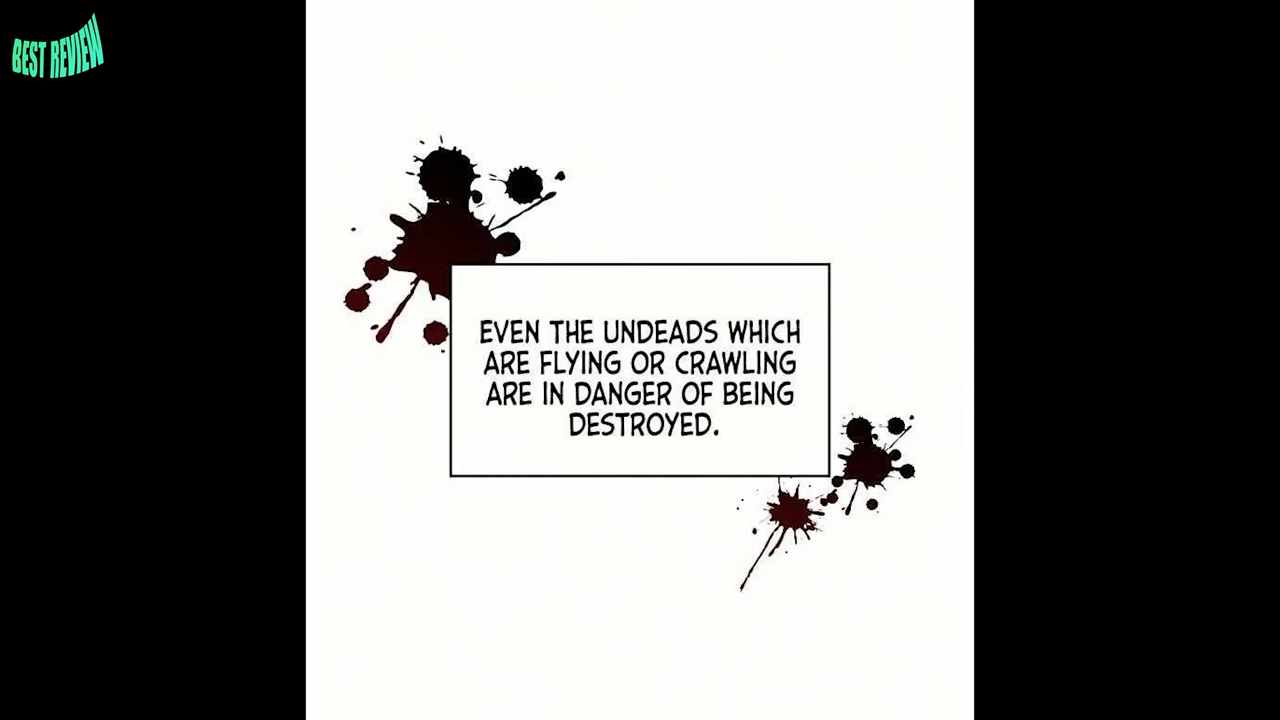 BEST REVIEW
EVEN THE UNDEADS WHICH
ARE FLYING OR CRAWLING
ARE IN DANGER OF BEING
DESTROYED.